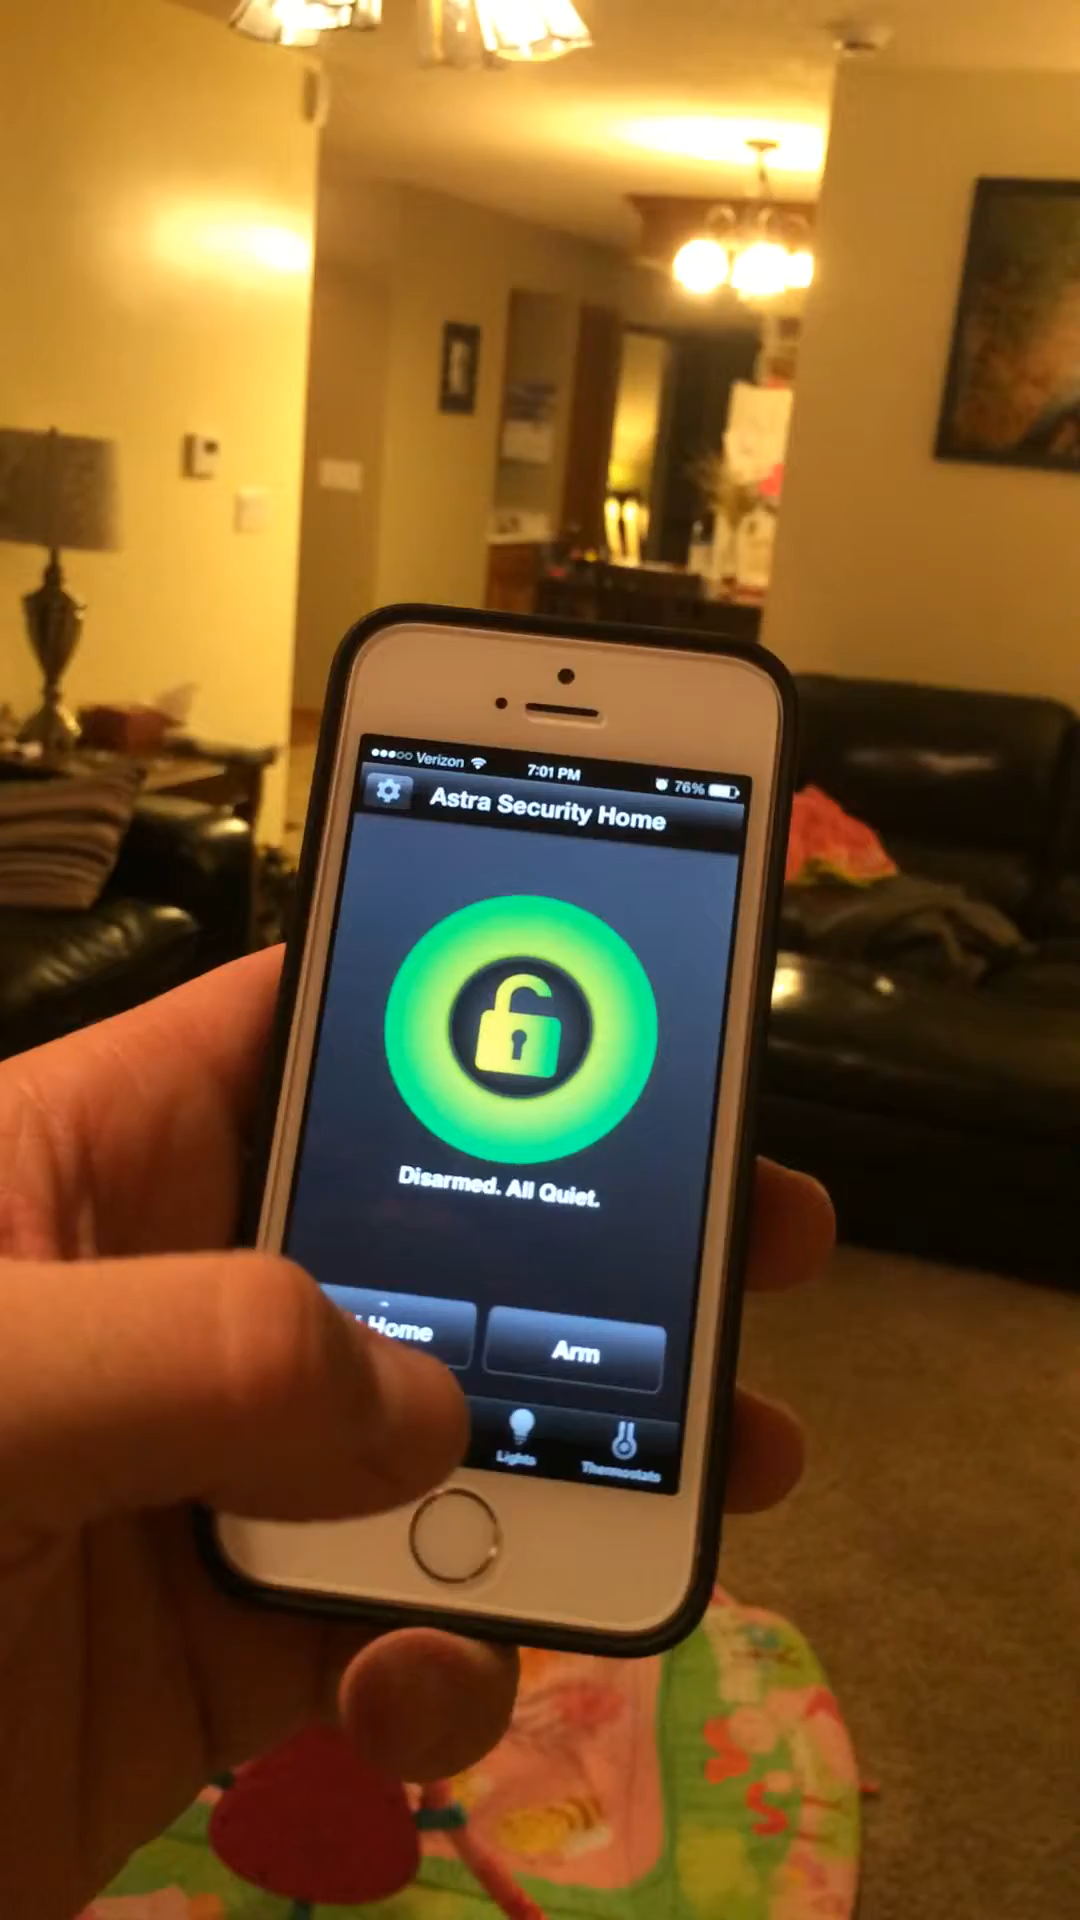 Verizon 7:01 PM 76%
Astra Security Home
Disarmed. All Quiet.
Home Arm
Lights Thermostats